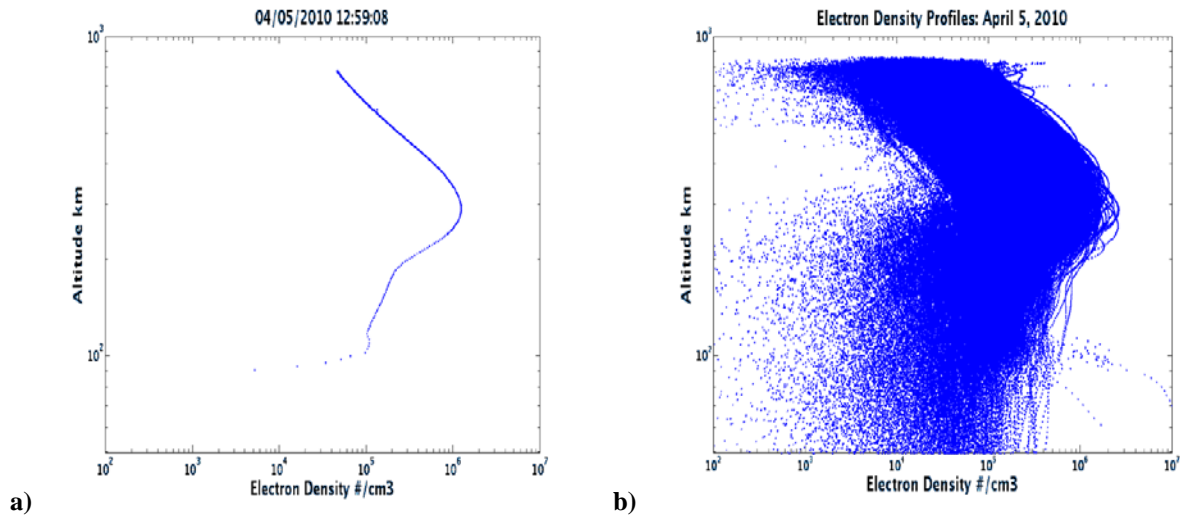 04/05/2010 12:59:08
10³
10²
Altitude km
10² 10³ 10⁴ 10⁵ 10⁶ 10⁷
Electron Density #/cm3
a)
Electron Density Profiles: April 5, 2010
10³
10²
Altitude km
10² 10³ 10⁴ 10⁵ 10⁶ 10⁷
Electron Density #/cm3
b)